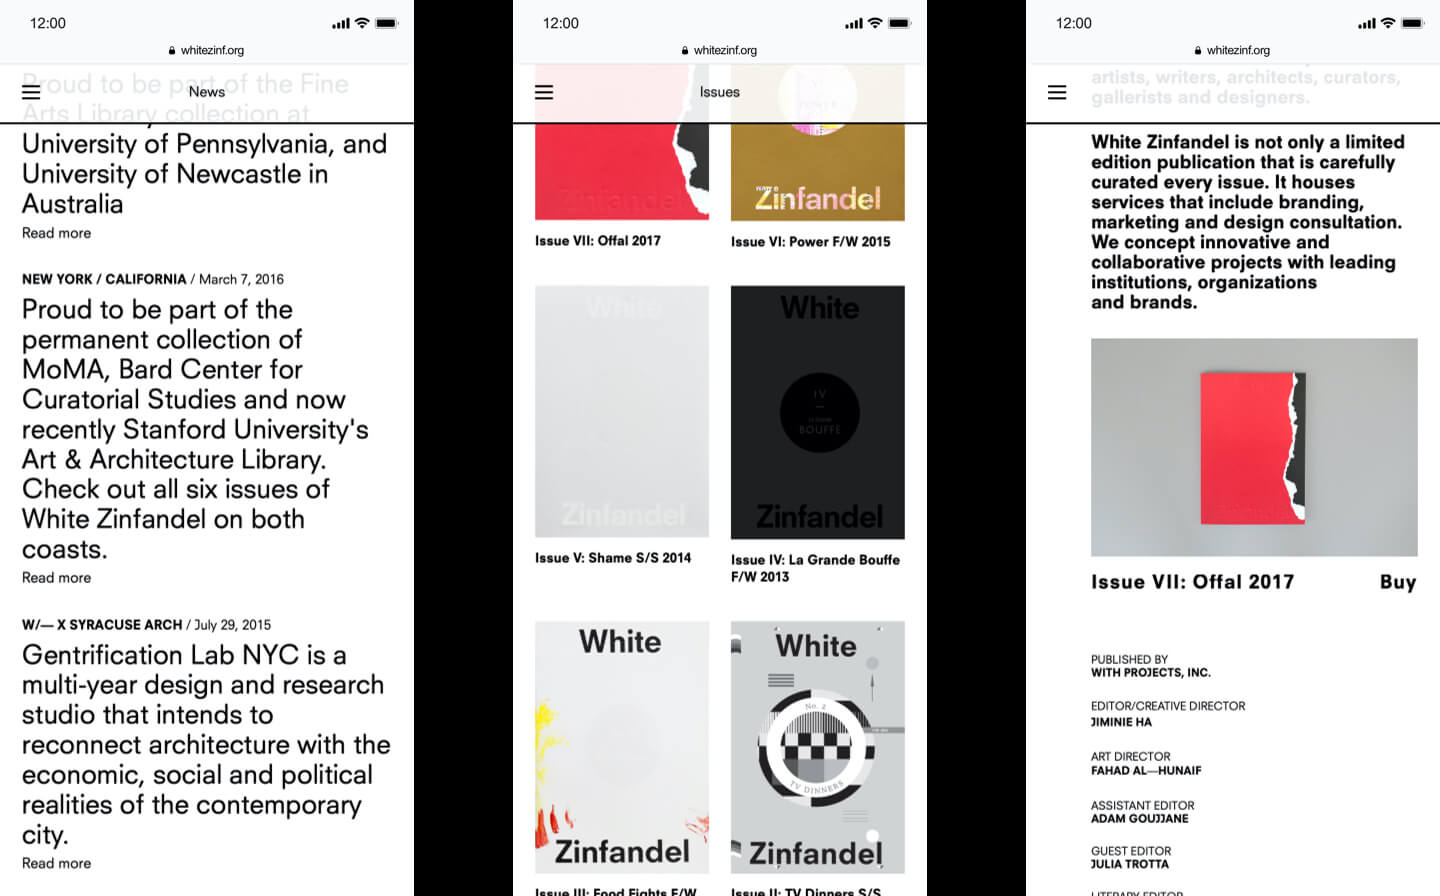 12:00
whitezinf.org
News
Proud to be part of the Fine
Arts Library collection at
University of Pennsylvania, and
University of Newcastle in
Australia
Read more
NEW YORK / CALIFORNIA / March 7, 2016
Proud to be part of the
permanent collection of
MoMA, Bard Center for
Curatorial Studies and now
recently Stanford University's
Art & Architecture Library.
Check out all six issues of
White Zinfandel on both
coasts.
Read more
W/— X SYRACUSE ARCH / July 29, 2015
Gentrification Lab NYC is a
multi-year design and research
studio that intends to
reconnect architecture with the
economic, social and political
realities of the contemporary
city.
Read more
12:00
whitezinf.org
Issues
POWER
Zinfandel
Zinfandel
Issue VII: Offal 2017
Issue VI: Power F/W 2015
White
Zinfandel
White
IV
BOUFFE
Zinfandel
Issue V: Shame S/S 2014
Issue IV: La Grande Bouffe
F/W 2013
White
Zinfandel
White
No. 2
TV DINNERS
Zinfandel
Issue III: Food Fights F/W
Issue II: TV Dinners S/S
12:00
whitezinf.org
artists, writers, architects, curators,
gallerists and designers.
White Zinfandel is not only a limited
edition publication that is carefully
curated every issue. It houses
services that include branding,
marketing and design consultation.
We concept innovative and
collaborative projects with leading
institutions, organizations
and brands.
Issue VII: Offal 2017
Buy
PUBLISHED BY
WITH PROJECTS, INC.
EDITOR/CREATIVE DIRECTOR
JIMINIE HA
ART DIRECTOR
FAHAD AL—HUNAIF
ASSISTANT EDITOR
ADAM GOUJJANE
GUEST EDITOR
JULIA TROTTA
LITERARY EDITOR